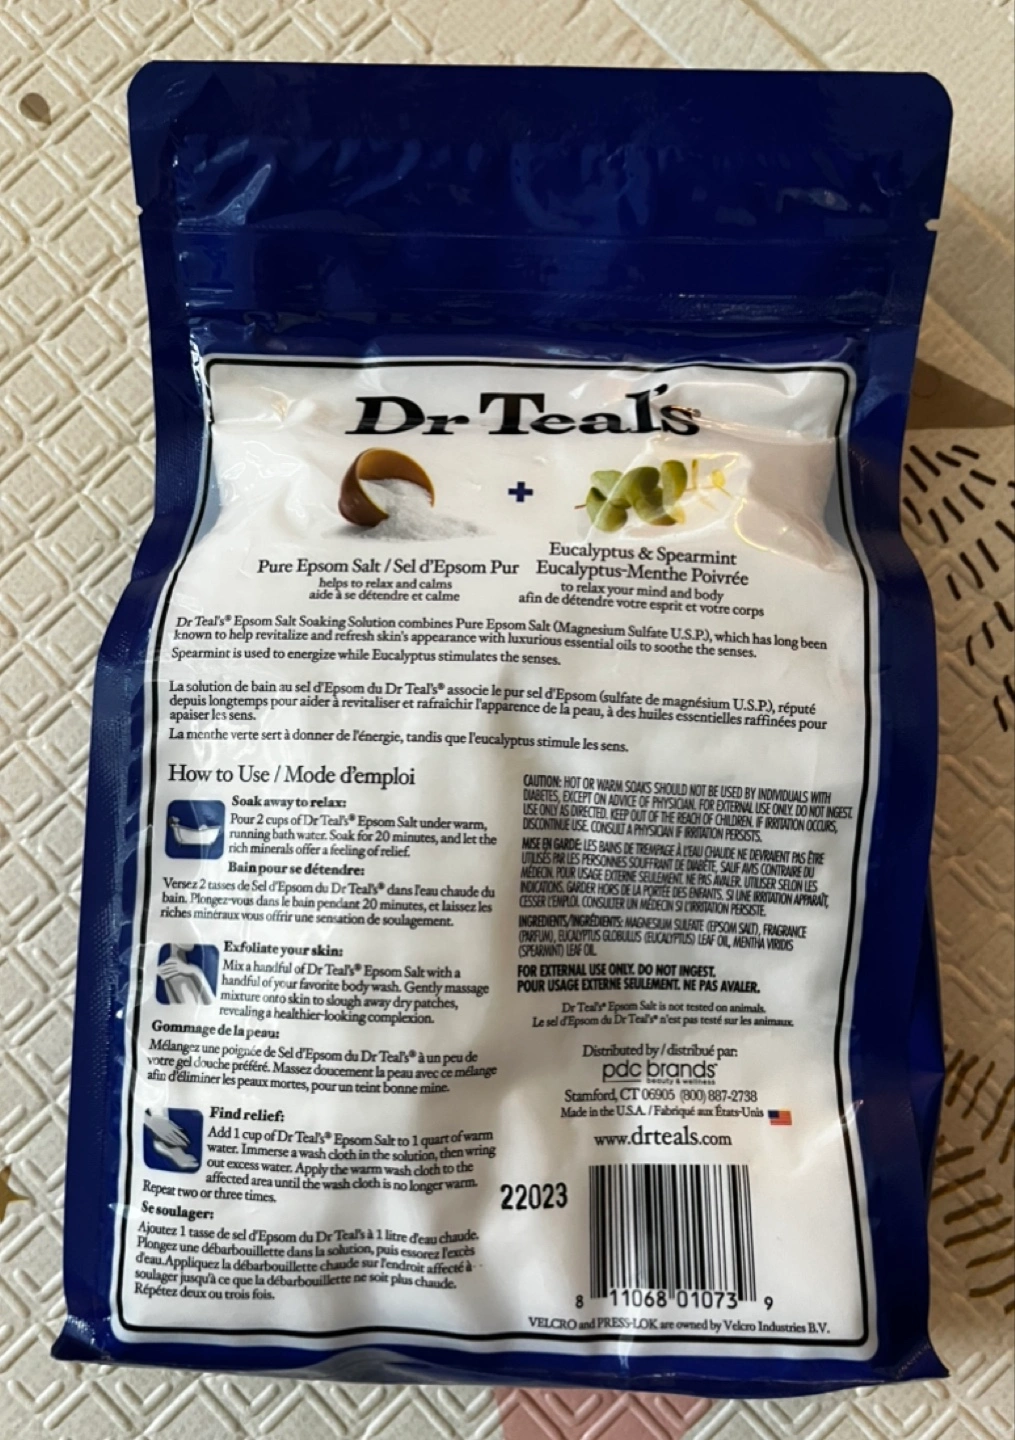 Dr Teal's
+
Pure Epsom Salt / Sel d'Epsom Pur
helps to relax and calms
aide à se détendre et calme
Eucalyptus & Spearmint
Eucalyptus-Menthe Poivrée
to relax your mind and body
afin de détendre votre esprit et votre corps
Dr Teal's® Epsom Salt Soaking Solution combines Pure Epsom Salt (Magnesium Sulfate U.S.P.), which has long been
known to help revitalize and refresh skin's appearance with luxurious essential oils to soothe the senses.
Spearmint is used to energize while Eucalyptus stimulates the senses.
La solution de bain au sel d'Epsom du Dr Teal's® associe le pur sel d'Epsom (sulfate de magnésium U.S.P.), réputé
depuis longtemps pour aider à revitaliser et rafraîchir l'apparence de la peau, à des huiles essentielles raffinées pour
apaiser les sens.
La menthe verte sert à donner de l'énergie, tandis que l'eucalyptus stimule les sens.
How to Use / Mode d'emploi
Soak away to relax:
Pour 2 cups of Dr Teal's® Epsom Salt under warm,
running bath water. Soak for 20 minutes, and let the
rich minerals offer a feeling of relief.
Bain pour se détendre:
Versez 2 tasses de Sel d'Epsom du Dr Teal's® dans l'eau chaude du
bain. Plongez-vous dans le bain pendant 20 minutes, et laissez les
riches minéraux vous offrir une sensation de soulagement.
Exfoliate your skin:
Mix a handful of Dr Teal's® Epsom Salt with a
handful of your favorite body wash. Gently massage
mixture onto skin to slough away dry patches,
revealing a healthier-looking complexion.
Gommage de la peau:
Mélangez une poignée de Sel d'Epsom du Dr Teal's® à un peu de
votre gel douche préféré. Massez doucement la peau avec ce mélange
afin d'éliminer les peaux mortes, pour un teint bonne mine.
Find relief:
Add 1 cup of Dr Teal's® Epsom Salt to 1 quart of warm
water. Immerse a wash cloth in the solution, then wring
out excess water. Apply the warm wash cloth to the
affected area until the wash cloth is no longer warm.
Repeat two or three times.
Se soulager:
Ajoutez 1 tasse de sel d'Epsom du Dr Teal's à 1 litre d'eau chaude.
Plongez une débarbouillette dans la solution, puis essorez l'excès
d'eau. Appliquez la débarbouillette chaude sur l'endroit affecté à
soulager jusqu'à ce que la débarbouillette ne soit plus chaude.
Répétez deux ou trois fois.
CAUTION: HOT OR WARM SOAKS SHOULD NOT BE USED BY INDIVIDUALS WITH
DIABETES, EXCEPT ON ADVICE OF PHYSICIAN. FOR EXTERNAL USE ONLY. DO NOT INGEST.
USE ONLY AS DIRECTED. KEEP OUT OF THE REACH OF CHILDREN. IF IRRITATION OCCURS,
DISCONTINUE USE. CONSULT A PHYSICIAN IF IRRITATION PERSISTS.
MISE EN GARDE: LES BAINS DE TREMPAGE À L'EAU CHAUDE NE DEVRAIENT PAS ÊTRE
UTILISÉS PAR LES PERSONNES SOUFFRANT DE DIABÈTE, SAUF AVIS CONTRAIRE DU
MÉDECIN. POUR USAGE EXTERNE SEULEMENT. NE PAS AVALER. UTILISER SELON LES
INDICATIONS. GARDER HORS DE LA PORTÉE DES ENFANTS. SI UNE IRRITATION APPARAÎT,
CESSER L'EMPLOI. CONSULTER UN MÉDECIN SI L'IRRITATION PERSISTE.
INGREDIENTS/INGRÉDIENTS: MAGNESIUM SULFATE (EPSOM SALT), FRAGRANCE
(PARFUM), EUCALYPTUS GLOBULUS (EUCALYPTUS) LEAF OIL, MENTHA VIRIDIS
(SPEARMINT) LEAF OIL
FOR EXTERNAL USE ONLY. DO NOT INGEST.
POUR USAGE EXTERNE SEULEMENT. NE PAS AVALER.
Dr Teal's® Epsom Salt is not tested on animals.
Le sel d'Epsom du Dr Teal's® n'est pas testé sur les animaux.
Distributed by / distribué par:
pdc brands
beauty & wellness
Stamford, CT 06905 (800) 887-2738
Made in the U.S.A. / Fabriqué aux États-Unis
www.drteals.com
22023
8 11068 01073 9
VELCRO and PRESS-LOK are owned by Velcro Industries B.V.